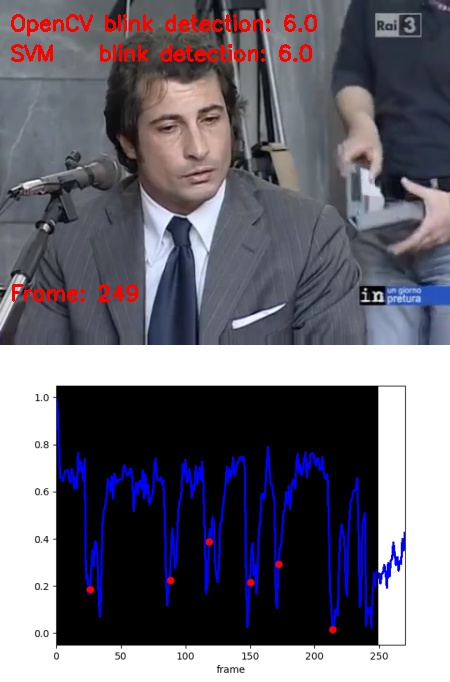 OpenCV blink detection: 6.0
SVM blink detection: 6.0
Rai 3
Frame: 249
in un giorno
pretura
1.0
0.8
0.6
0.4
0.2
0.0
0 50 100 150 200 250
frame